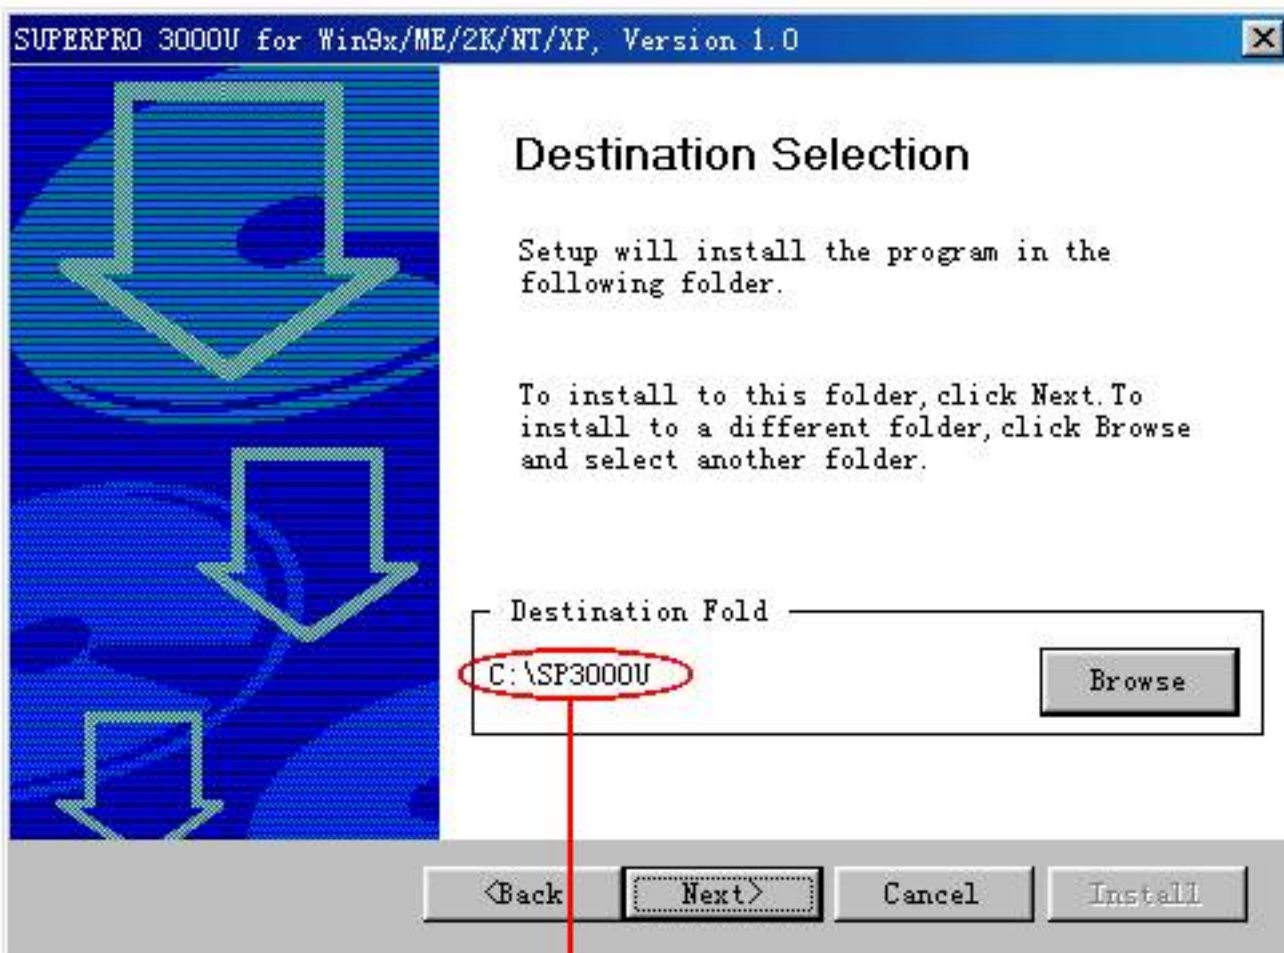 SUPERPRO 3000U for Win9x/ME/2K/NT/XP, Version 1.0
Destination Selection
Setup will install the program in the
following folder.
To install to this folder,click Next.To
install to a different folder,click Browse
and select another folder.
Destination Fold
C:\SP3000U
Browse
<Back
Next>
Cancel
Install